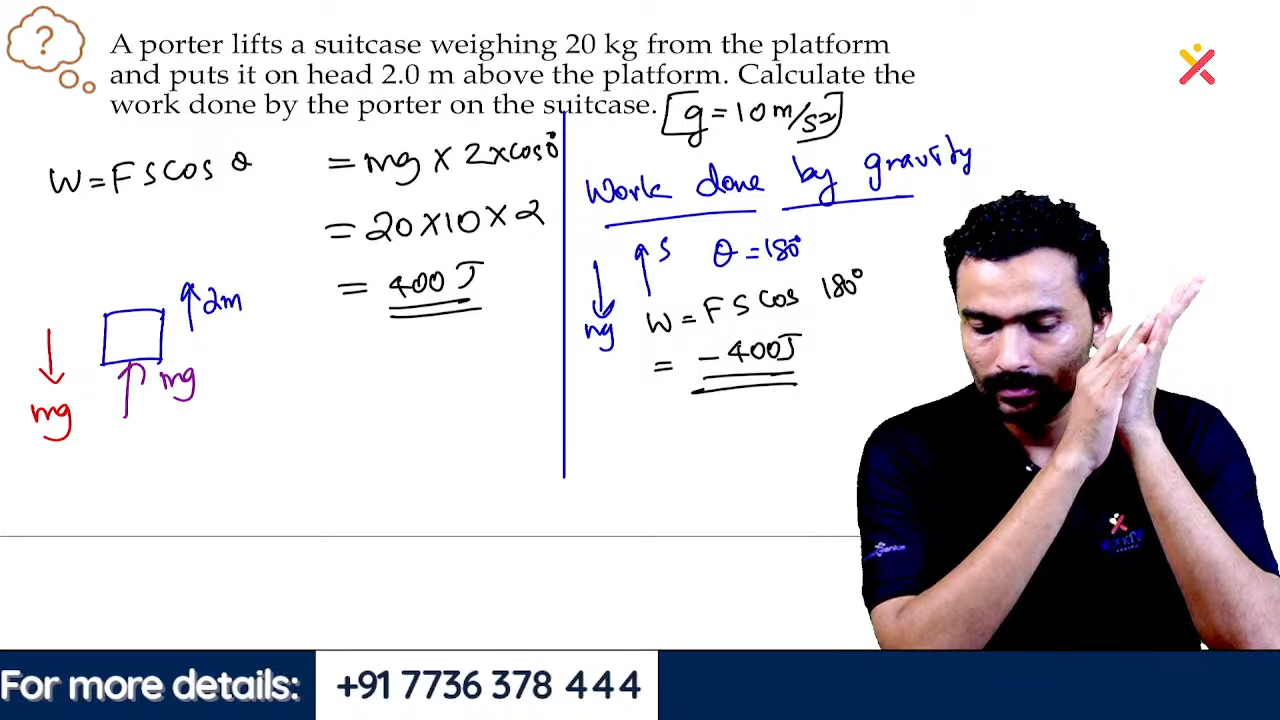 ?
A porter lifts a suitcase weighing 20 kg from the platform
and puts it on head 2.0 m above the platform. Calculate the
work done by the porter on the suitcase.
[g = 10 m/s2]
W = F S cos θ
= mg × 2 × cos 0°
= 20 × 10 × 2
= 400 J
2m
mg
mg
Work done by gravity
S
θ = 180°
mg
W = F S cos 180°
= - 400J
For more details:
+91 7736 378 444